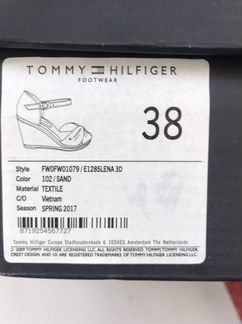 TOMMY HILFIGER
FOOTWEAR
38
Style FW0FW01079/E1285LENA 3D
Color 102/SAND
Material TEXTILE
C/O Vietnam
Season SPRING 2017
8719254567727
Tommy Hilfiger Europe Stadhouderskade 6 1054ES Amsterdam The Netherlands
© 2009 TOMMY HILFIGER LICENSING LLC. ALL RIGHTS RESERVED. TOMMY, TOMMY HILFIGER,
CREST DESIGN AND ARE REGISTERED TRADEMARKS OF TOMMY HILFIGER LICENSING LLC.